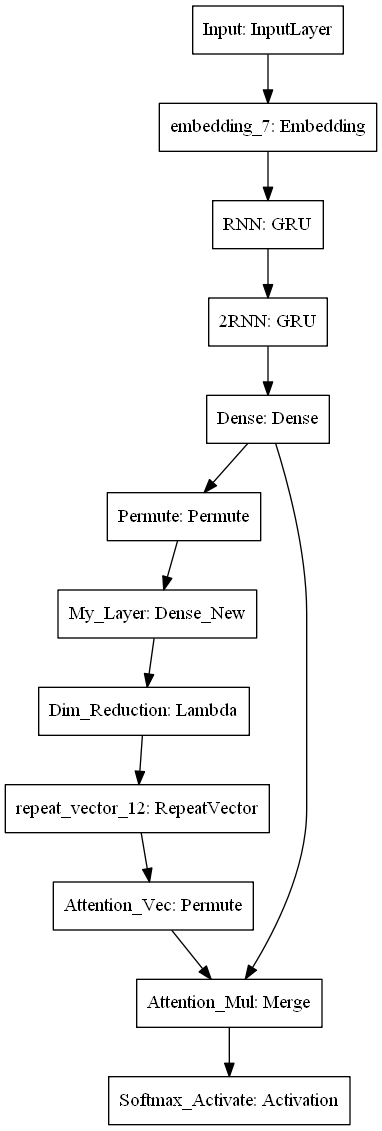 Input: InputLayer
embedding_7: Embedding
RNN: GRU
2RNN: GRU
Dense: Dense
Permute: Permute
My_Layer: Dense_New
Dim_Reduction: Lambda
repeat_vector_12: RepeatVector
Attention_Vec: Permute
Attention_Mul: Merge
Softmax_Activate: Activation